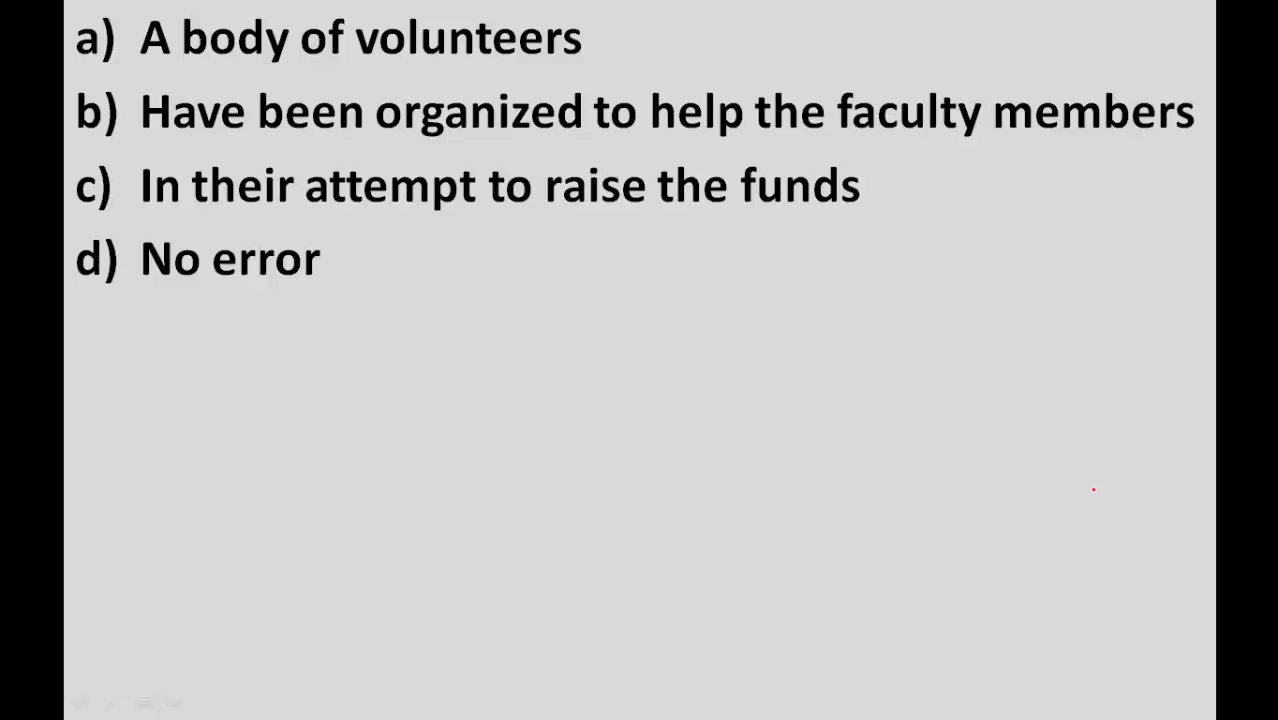 a) A body of volunteers
b) Have been organized to help the faculty members
c) In their attempt to raise the funds
d) No error